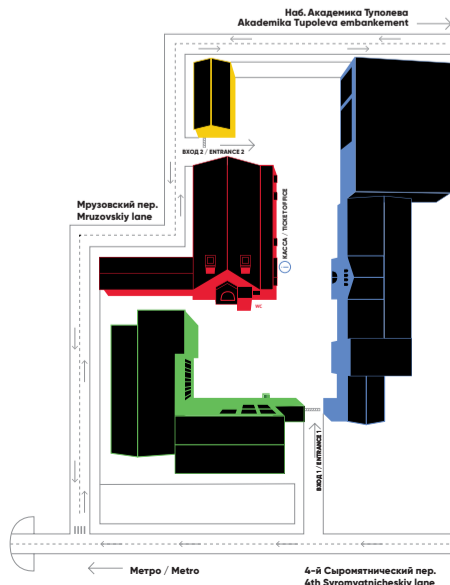 Наб. Академика Туполева
Akademika Tupoleva embankement
ВХОД 2 / ENTRANCE 2
Мрузовский пер.
Mruzovskiy lane
КАССА / TICKET OFFICE
WC
ВХОД 1 / ENTRANCE 1
Метро / Metro
4-й Сыромятнический пер.
4th Syromyatnicheskiy lane